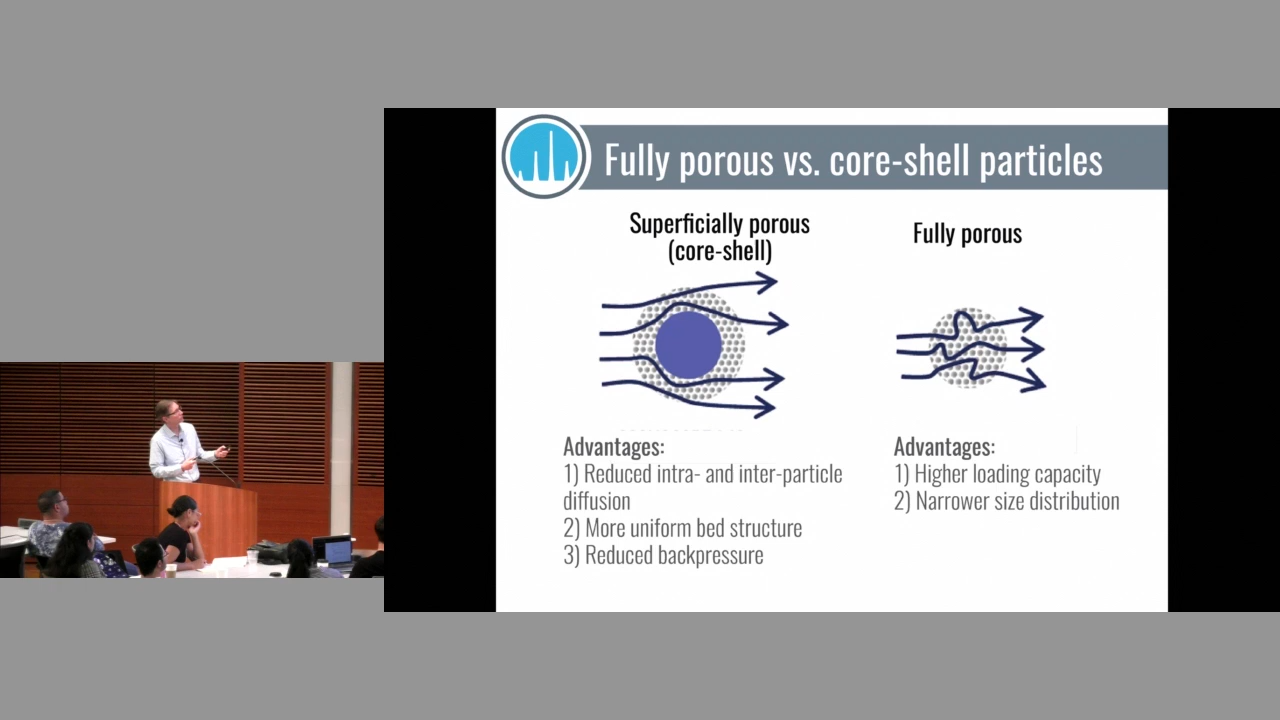 Fully porous vs. core-shell particles
Superficially porous
(core-shell)
Fully porous
Advantages:
1) Reduced intra- and inter-particle
diffusion
2) More uniform bed structure
3) Reduced backpressure
Advantages:
1) Higher loading capacity
2) Narrower size distribution